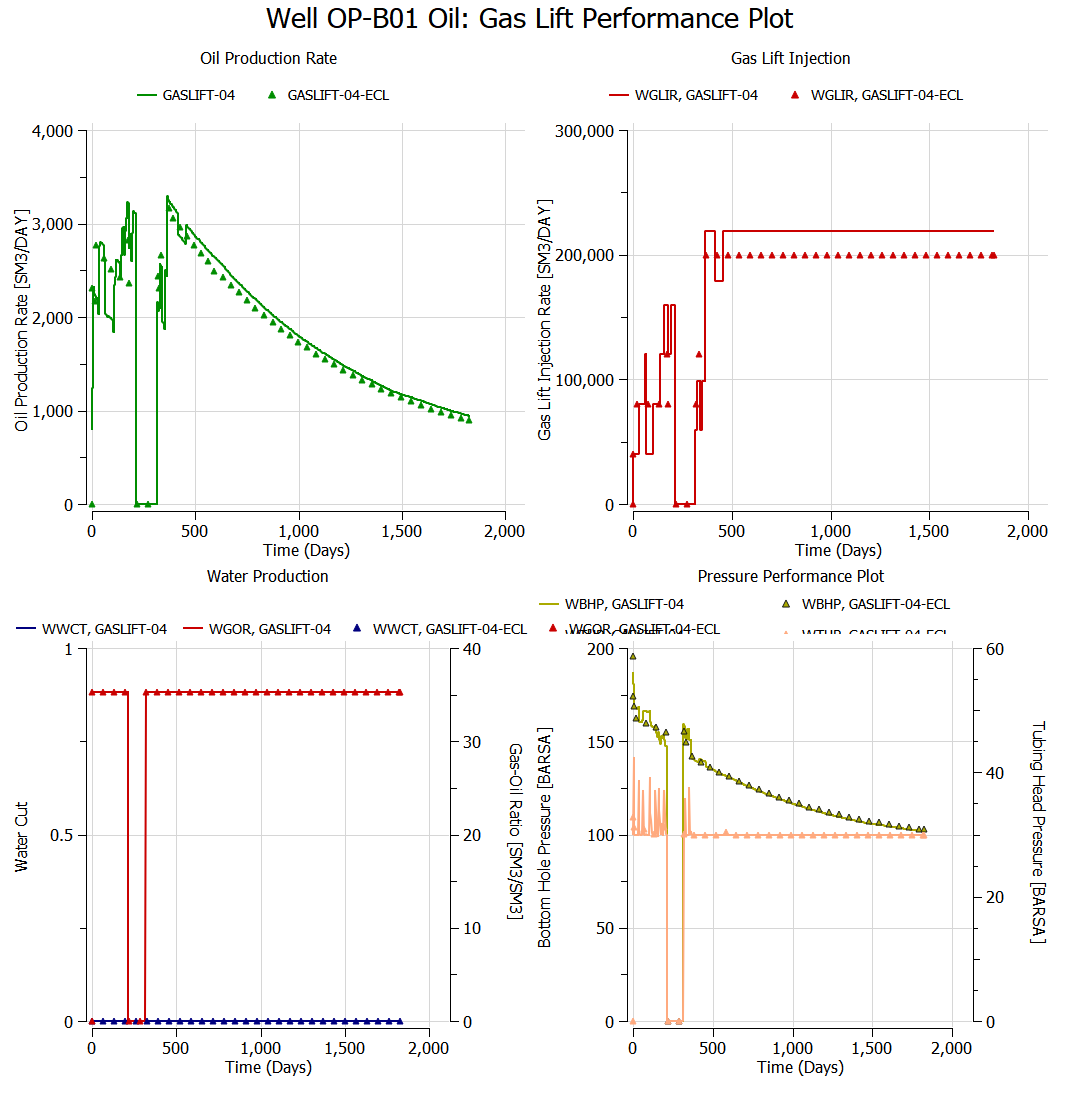 Well OP-B01 Oil: Gas Lift Performance Plot
Oil Production Rate
GASLIFT-04 GASLIFT-04-ECL
4,000
3,000
2,000
1,000
0
Oil Production Rate [SM3/DAY]
0 500 1,000 1,500 2,000
Time (Days)
Gas Lift Injection
WGLIR, GASLIFT-04 WGLIR, GASLIFT-04-ECL
300,000
200,000
100,000
0
Gas Lift Injection Rate [SM3/DAY]
0 500 1,000 1,500 2,000
Time (Days)
Water Production
WWCT, GASLIFT-04 WGOR, GASLIFT-04 WWCT, GASLIFT-04-ECL WGOR, GASLIFT-04-ECL
1
0.5
0
Water Cut
40
30
20
10
0
Gas-Oil Ratio [SM3/SM3]
0 500 1,000 1,500 2,000
Time (Days)
Pressure Performance Plot
WBHP, GASLIFT-04 WBHP, GASLIFT-04-ECL
200
150
100
50
0
Bottom Hole Pressure [BARSA]
60
40
20
0
Tubing Head Pressure [BARSA]
0 500 1,000 1,500 2,000
Time (Days)